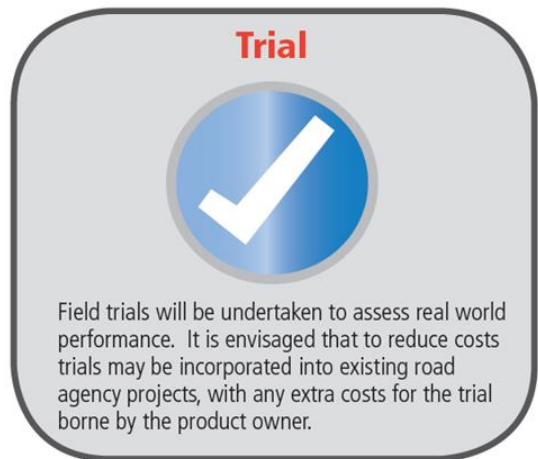 Trial
Field trials will be undertaken to assess real world
performance.  It is envisaged that to reduce costs
trials may be incorporated into existing road
agency projects, with any extra costs for the trial
borne by the product owner.